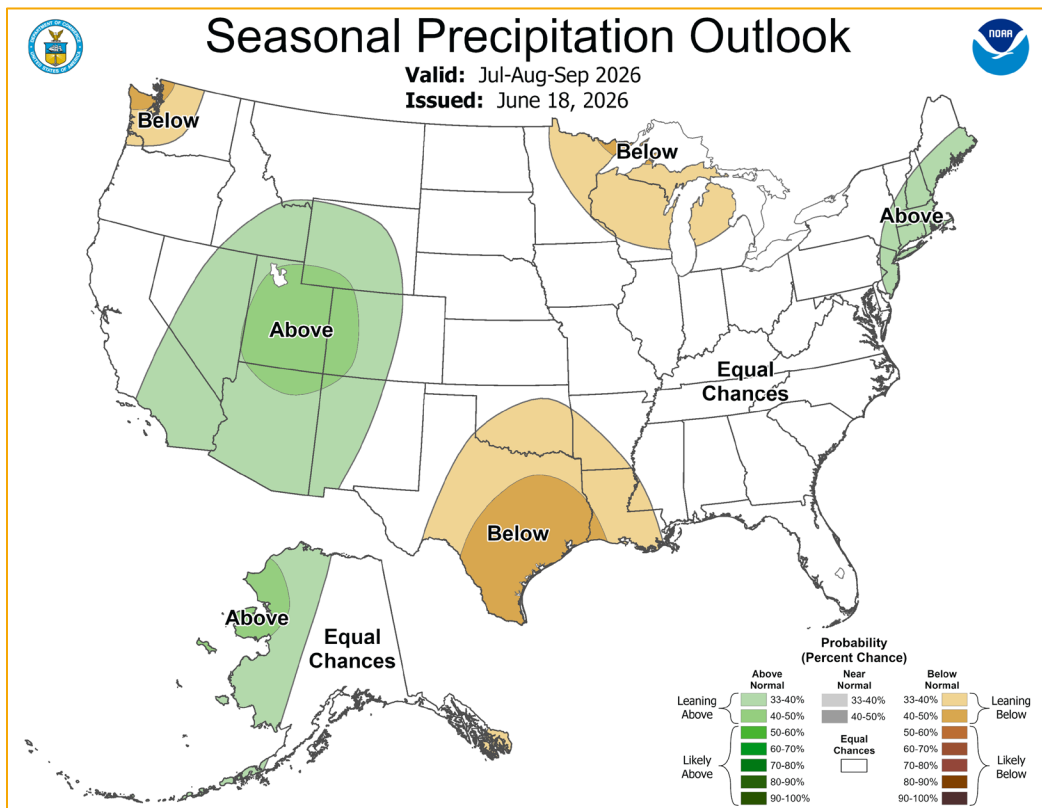 Seasonal Precipitation Outlook
Valid: Jul-Aug-Sep 2026
Issued: June 18, 2026
NOAA
Below
Below
Above
Above
Equal
Chances
Below
Above
Equal
Chances
Probability
(Percent Chance)
Above
Normal
Near
Normal
Below
Normal
Leaning
Above
33-40%
40-50%
33-40%
40-50%
33-40%
40-50%
Leaning
Below
Likely
Above
50-60%
60-70%
70-80%
80-90%
90-100%
Equal
Chances
50-60%
60-70%
70-80%
80-90%
90-100%
Likely
Below